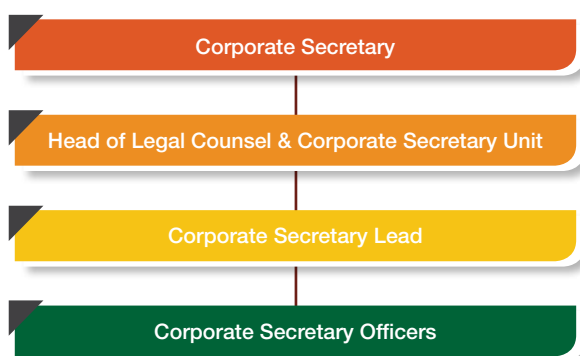 Corporate Secretary
Head of Legal Counsel & Corporate Secretary Unit
Corporate Secretary Lead
Corporate Secretary Officers